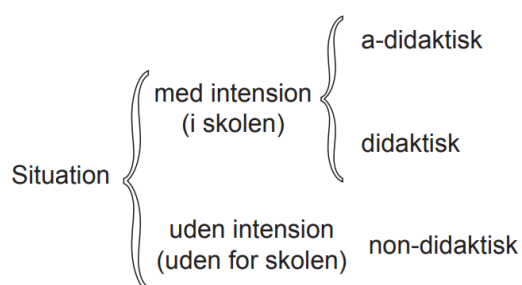 a-didaktisk
med intension
(i skolen)
didaktisk
Situation
uden intension
(uden for skolen)
non-didaktisk